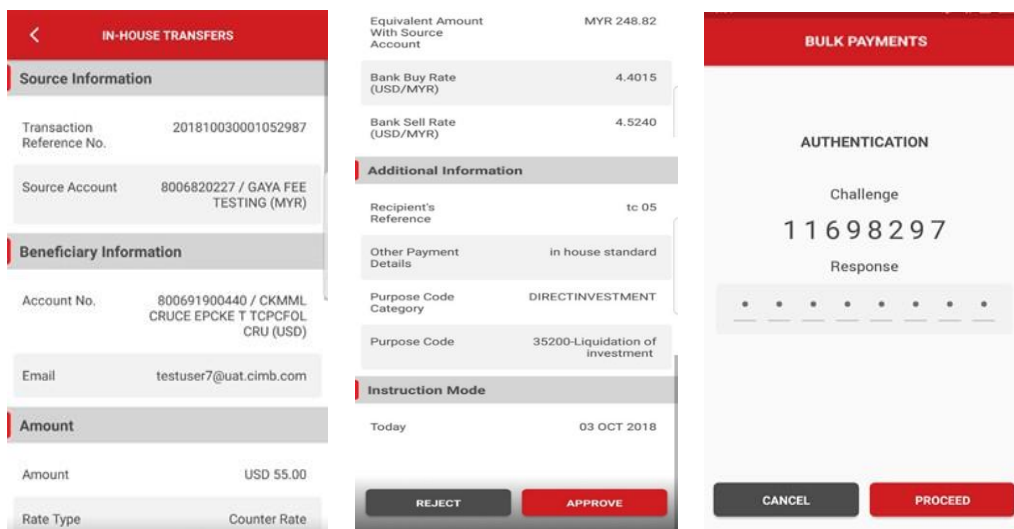 IN-HOUSE TRANSFERS
Source Information
Transaction 201810030001052987
Reference No.
Source Account 8006820227 / GAYA FEE
TESTING (MYR)
Beneficiary Information
Account No. 800691900440 / CKMML
CRUCE EPCKE T TCPCFOL
CRU (USD)
Email testuser7@uat.cimb.com
Amount
Amount USD 55.00
Rate Type Counter Rate
Equivalent Amount MYR 248.82
With Source
Account
Bank Buy Rate 4.4015
(USD/MYR)
Bank Sell Rate 4.5240
(USD/MYR)
Additional Information
Recipient's tc 05
Reference
Other Payment in house standard
Details
Purpose Code DIRECTINVESTMENT
Category
Purpose Code 35200-Liquidation of
investment
Instruction Mode
Today 03 OCT 2018
REJECT APPROVE
BULK PAYMENTS
AUTHENTICATION
Challenge
11698297
Response
CANCEL PROCEED